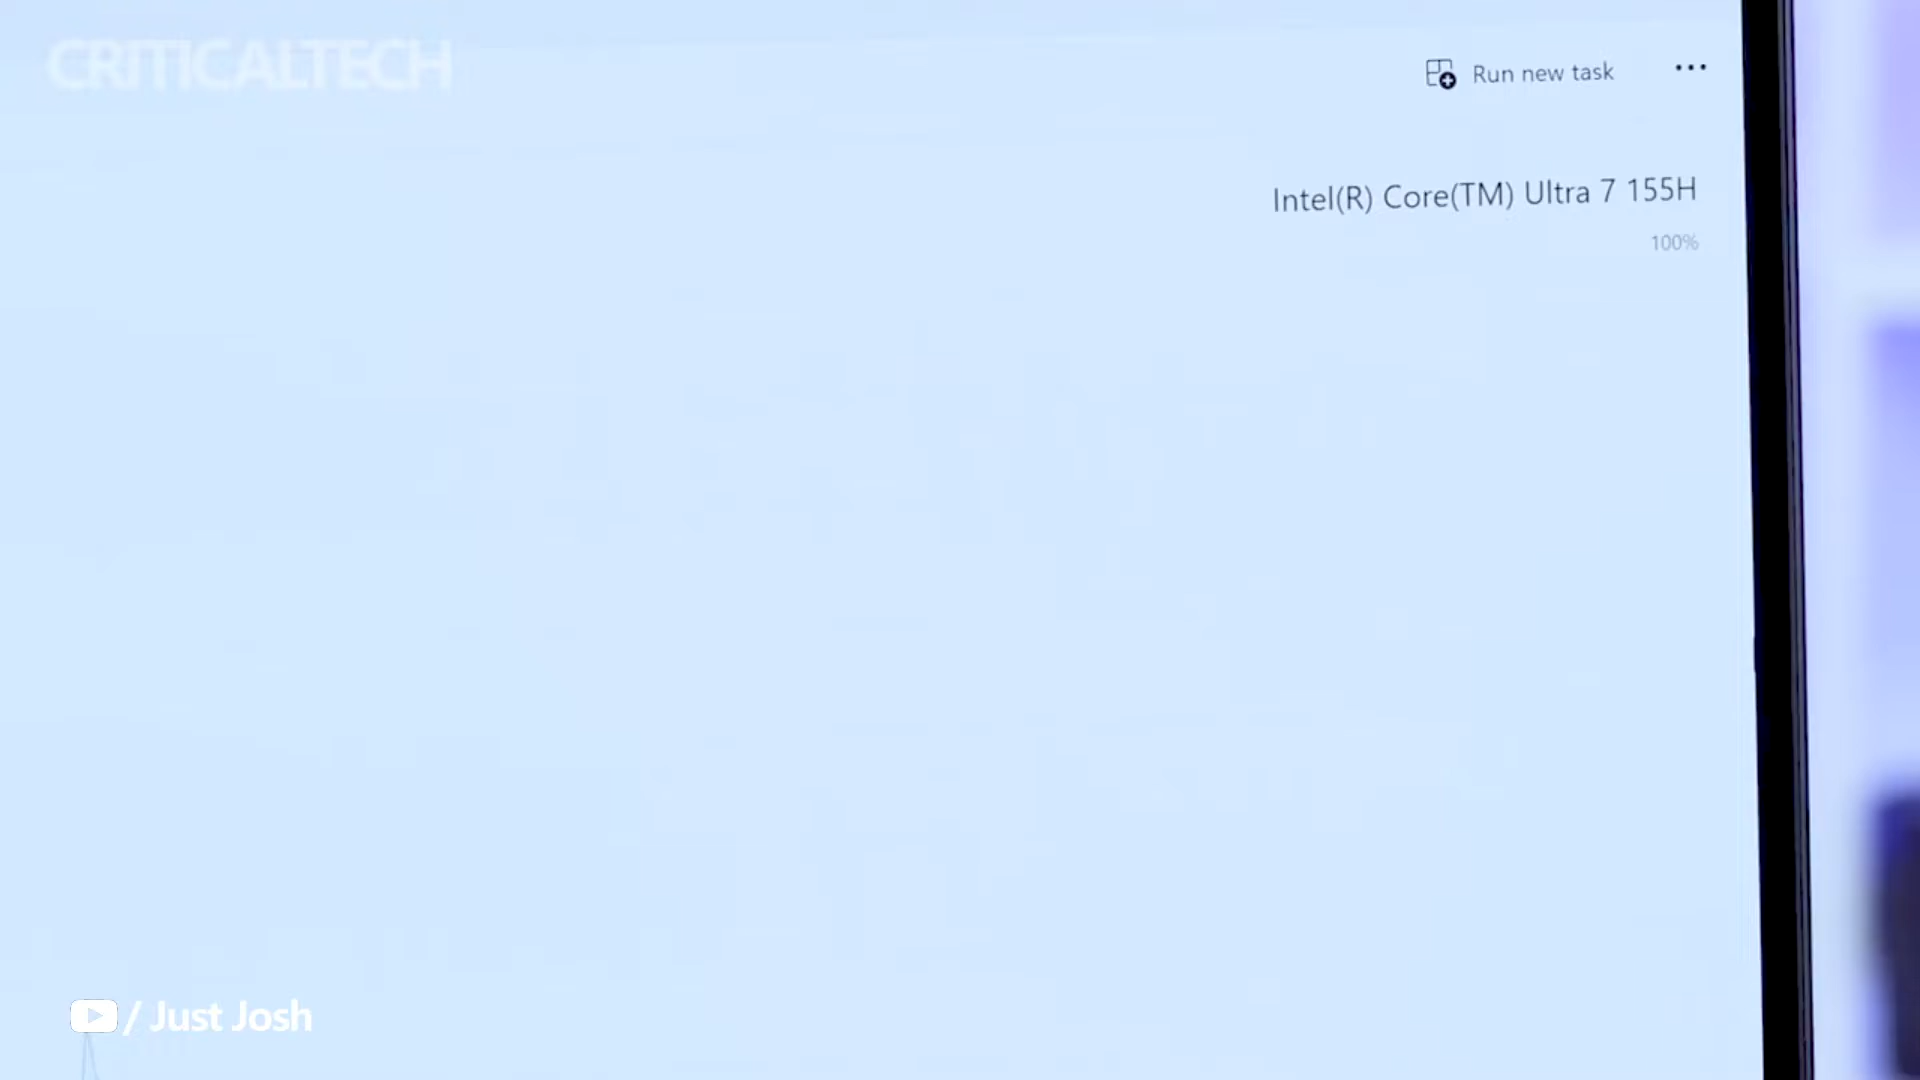 CRITICALTECH
Run new task
Intel(R) Core(TM) Ultra 7 155H
100%
/ Just Josh